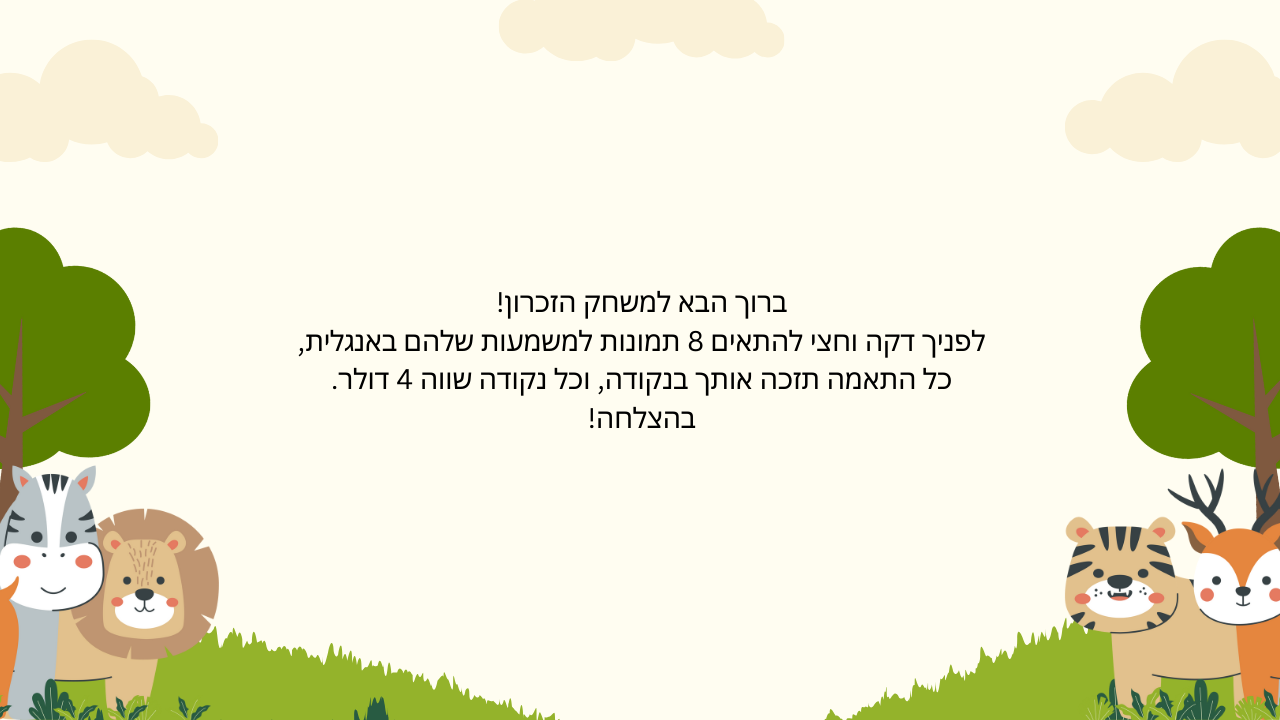 ברוך הבא למשחק הזכרון!
לפניך דקה וחצי להתאים 8 תמונות למשמעות שלהם באנגלית,
כל התאמה תזכה אותך בנקודה, וכל נקודה שווה 4 דולר.
בהצלחה!